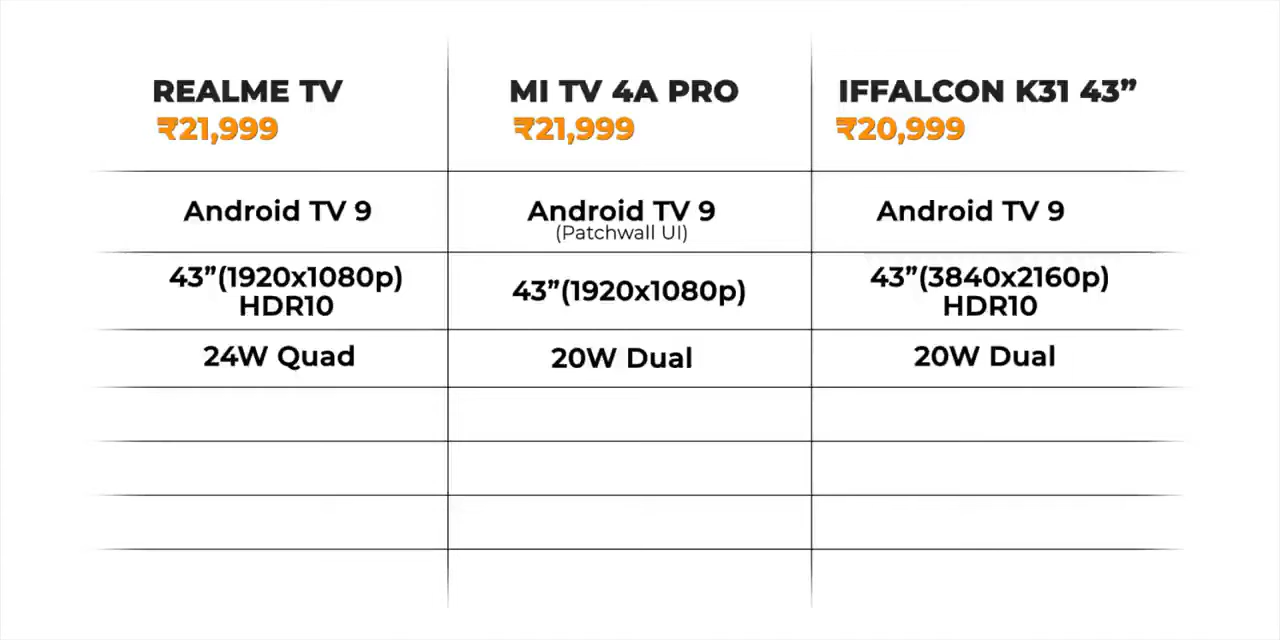 REALME TV
₹21,999
MI TV 4A PRO
₹21,999
IFFALCON K31 43”
₹20,999
Android TV 9
Android TV 9
(Patchwall UI)
Android TV 9
43”(1920x1080p)
HDR10
43”(1920x1080p)
43”(3840x2160p)
HDR10
24W Quad
20W Dual
20W Dual